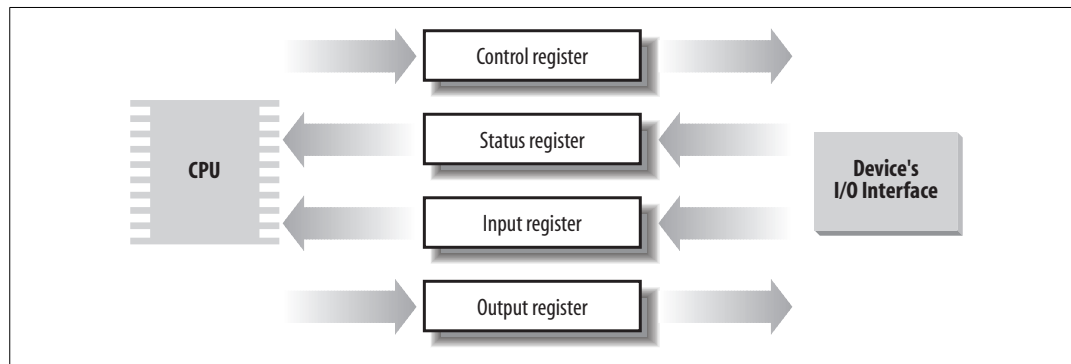 Control register
Status register
CPU
Device's
I/O Interface
Input register
Output register